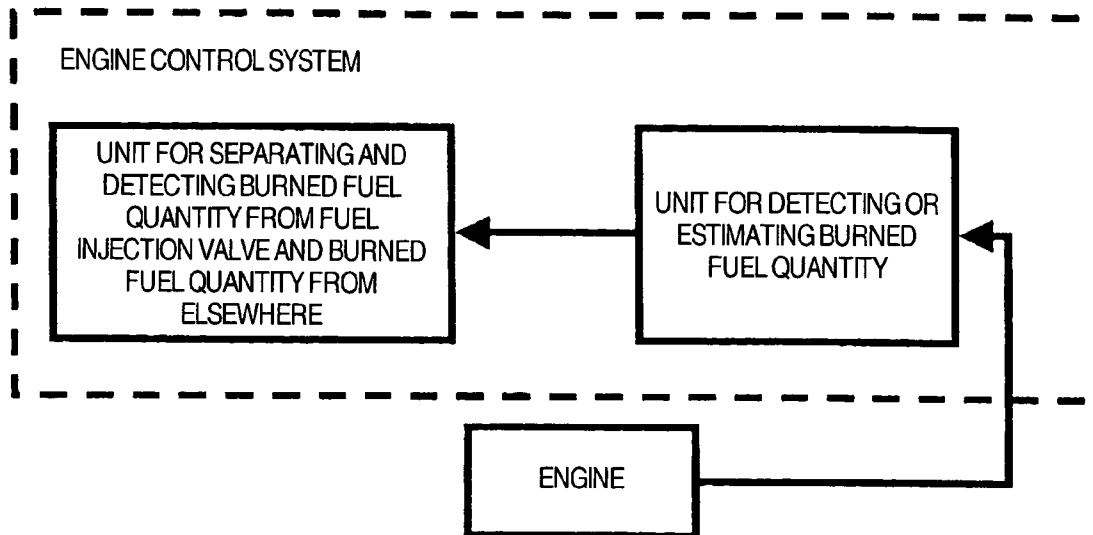 ENGINE CONTROL SYSTEM
UNIT FOR SEPARATING AND
DETECTING BURNED FUEL
QUANTITY FROM FUEL
INJECTION VALVE AND BURNED
FUEL QUANTITY FROM
ELSEWHERE
UNIT FOR DETECTING OR
ESTIMATING BURNED
FUEL QUANTITY
ENGINE